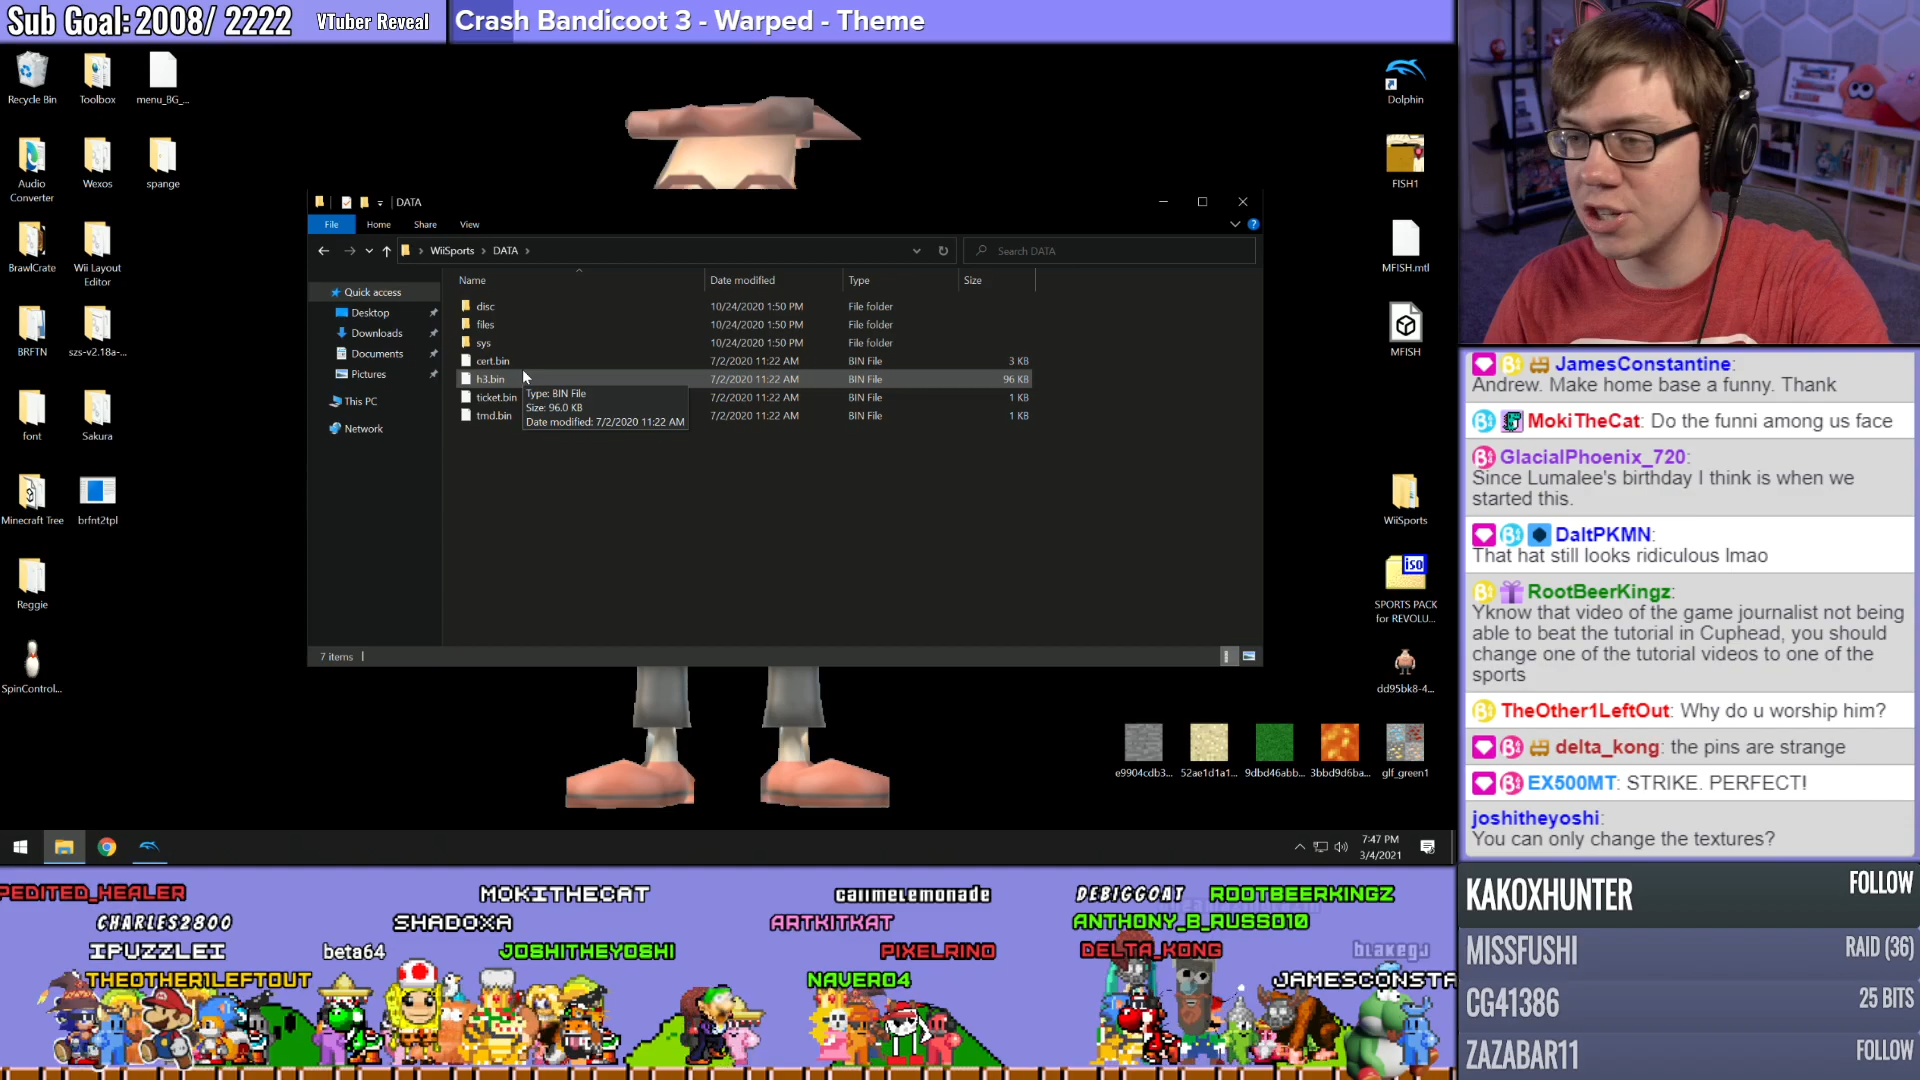 Sub Goal: 2008/ 2222
VTuber Reveal
Crash Bandicoot 3 - Warped - Theme
Recycle Bin
Toolbox
menu_BG_...
Audio Converter
Wexos
spange
BrawlCrate
Wii Layout Editor
BRFTN
szs-v2.18a-...
font
Sakura
Minecraft Tree
brfnt2tpl
Reggie
SpinControl...
DATA
File
Home
Share
View
WiiSports > DATA >
Search DATA
Name
Date modified
Type
Size
Quick access
Desktop
Downloads
Documents
Pictures
This PC
Network
disc 10/24/2020 1:50 PM File folder
files 10/24/2020 1:50 PM File folder
sys 10/24/2020 1:50 PM File folder
cert.bin 7/2/2020 11:22 AM BIN File 3 KB
h3.bin 7/2/2020 11:22 AM BIN File 96 KB
ticket.bin 7/2/2020 11:22 AM BIN File 1 KB
tmd.bin 7/2/2020 11:22 AM BIN File 1 KB
Type: BIN File
Size: 96.0 KB
Date modified: 7/2/2020 11:22 AM
7 items
Dolphin
FISH1
MFISH.mtl
MFISH
WiiSports
iso
SPORTS PACK for REVOLU...
dd95bk8-4...
e9904cdb3...
52ae1d1a1...
9dbd46abb...
3bbd9d6ba...
glf_green1
7:47 PM
3/4/2021
JamesConstantine:
Andrew. Make home base a funny. Thank
MokiTheCat: Do the funni among us face
GlacialPhoenix_720:
Since Lumalee's birthday I think is when we
started this.
DaltPKMN:
That hat still looks ridiculous lmao
RootBeerKingz:
Yknow that video of the game journalist not being
able to beat the tutorial in Cuphead, you should
change one of the tutorial videos to one of the
sports
TheOther1LeftOut: Why do u worship him?
delta_kong: the pins are strange
EX500MT: STRIKE. PERFECT!
joshitheyoshi:
You can only change the textures?
KAKOXHUNTER FOLLOW
MISSFUSHI RAID (36)
CG41386 25 BITS
ZAZABAR11 FOLLOW
PEDITED_HEALER
MOKITHECAT
callmelemonade
DEBIGGOAT
ROOTBEERKINGZ
CHARLES2800
SHADOXA
ARTKITKAT
ANTHONY_B_RUSSO10
IPUZZLEI
beta64
JOSHITHEYOSHI
PIXELRINO
DELTA_KONG
blakegj
THEOTHER1LEFTOUT
NAVER04
JAMESCONSTA